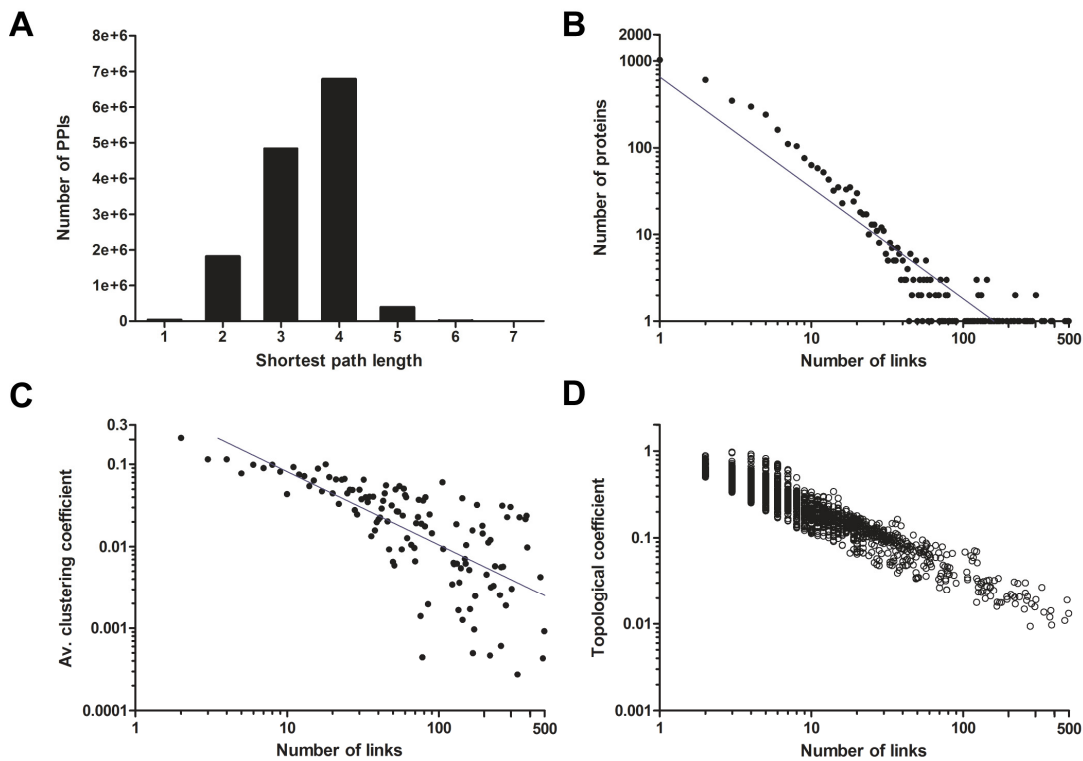 A
8e+6
7e+6
6e+6
5e+6
4e+6
3e+6
2e+6
1e+6
0
Number of PPIs
1 2 3 4 5 6 7
Shortest path length
B
2000
1000
100
10
1
Number of proteins
1 10 100 500
Number of links
C
0.3
0.1
0.01
0.001
0.0001
Av. clustering coefficient
1 10 100 500
Number of links
D
1
0.1
0.01
0.001
Topological coefficient
1 10 100 500
Number of links